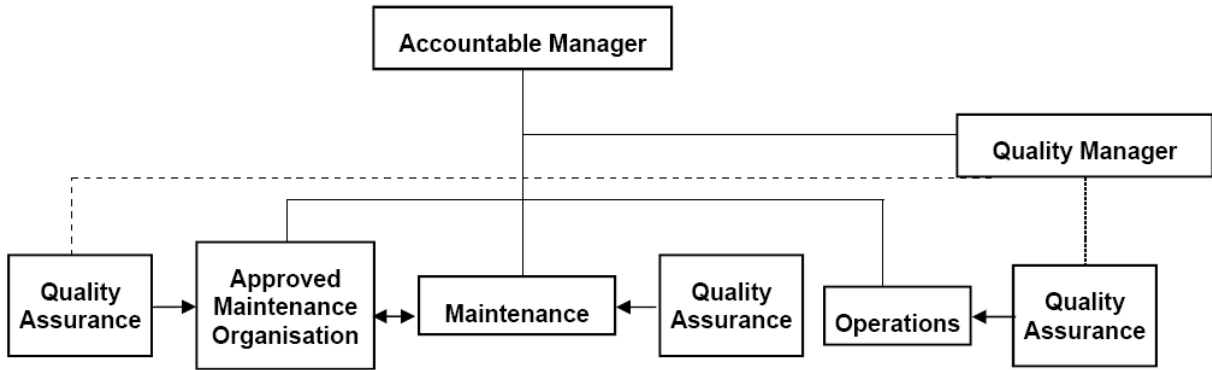 Accountable Manager
Quality Manager
Quality
Assurance
Approved
Maintenance
Organisation
Maintenance
Quality
Assurance
Operations
Quality
Assurance